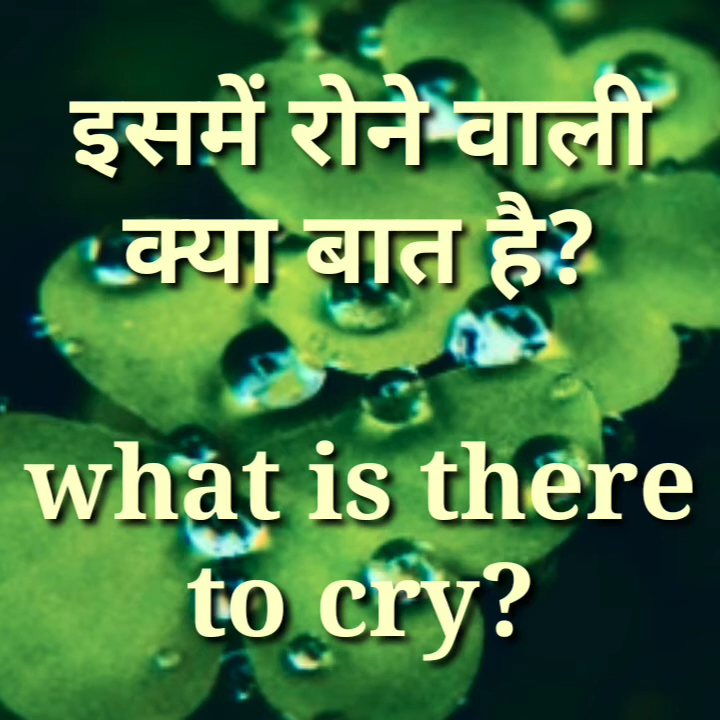 इसमें रोने वाली
क्या बात है?
what is there
to cry?